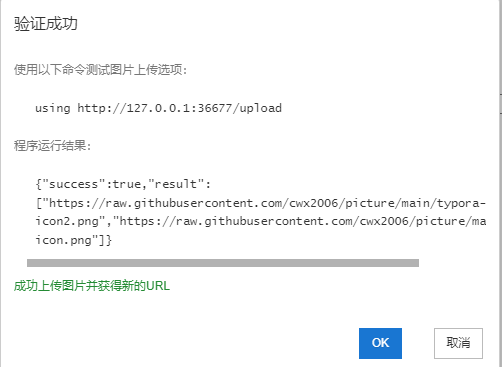 验证成功
使用以下命令测试图片上传选项:
using http://127.0.0.1:36677/upload
程序运行结果:
{"success":true,"result":
["https://raw.githubusercontent.com/cwx2006/picture/main/typora-
icon2.png","https://raw.githubusercontent.com/cwx2006/picture/ma
icon.png"]}
成功上传图片并获得新的URL
OK
取消